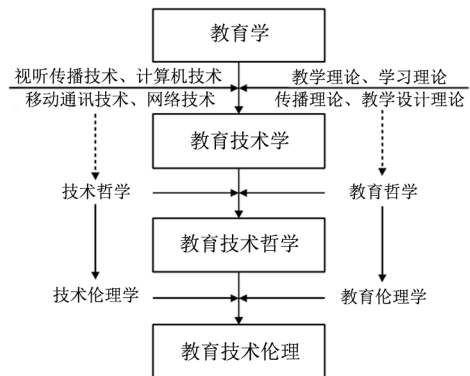 教育学
视听传播技术、计算机技术
教学理论、学习理论
移动通讯技术、网络技术
传播理论、教学设计理论
教育技术学
技术哲学
教育哲学
教育技术哲学
技术伦理学
教育伦理学
教育技术伦理